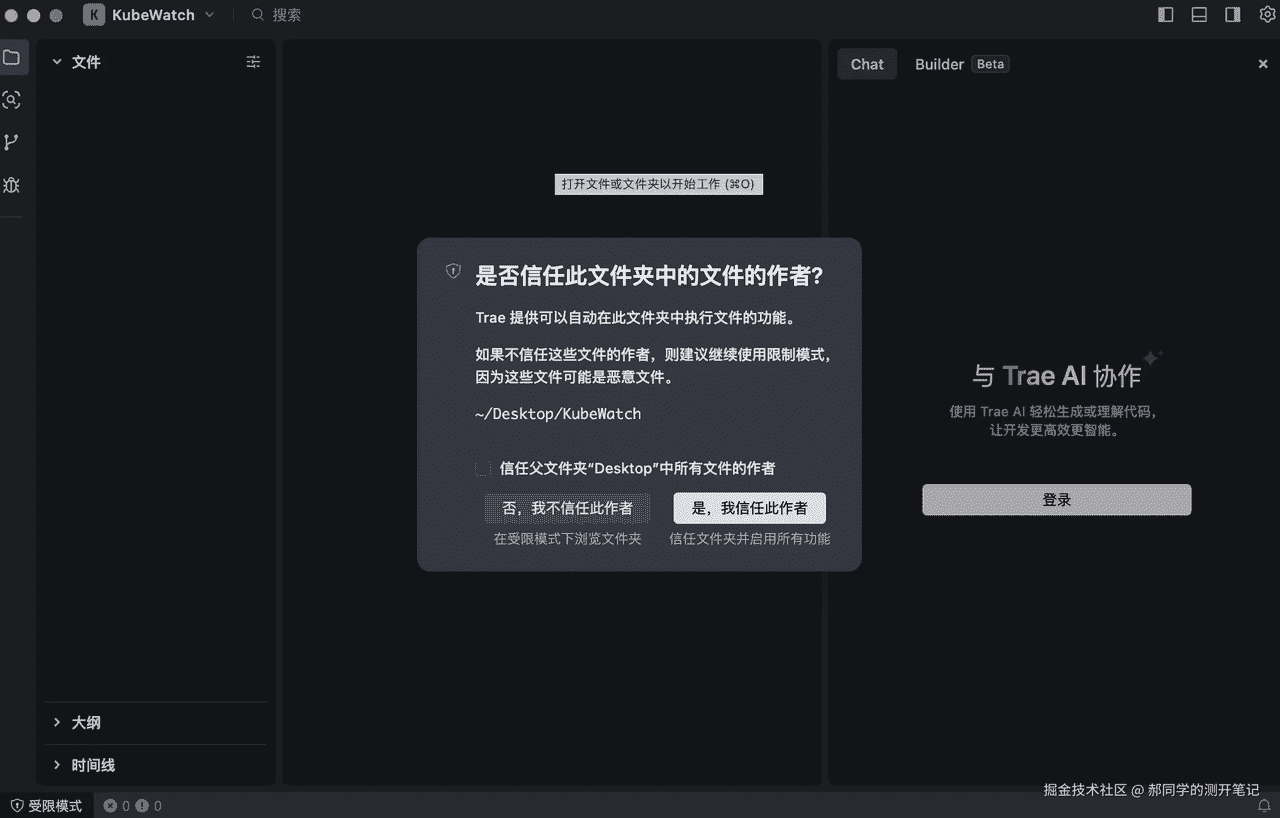 K KubeWatch
搜索
文件
Chat
Builder Beta
打开文件或文件夹以开始工作 (⌘O)
是否信任此文件夹中的文件的作者?
Trae 提供可以自动在此文件夹中执行文件的功能。
如果不信任这些文件的作者，则建议继续使用限制模式，
因为这些文件可能是恶意文件。
~/Desktop/KubeWatch
信任父文件夹“Desktop”中所有文件的作者
否，我不信任此作者
是，我信任此作者
在受限模式下浏览文件夹
信任文件夹并启用所有功能
与 Trae AI 协作
使用 Trae AI 轻松生成或理解代码，
让开发更高效更智能。
登录
大纲
时间线
掘金技术社区 @ 郝同学的测开笔记
受限模式
0
0